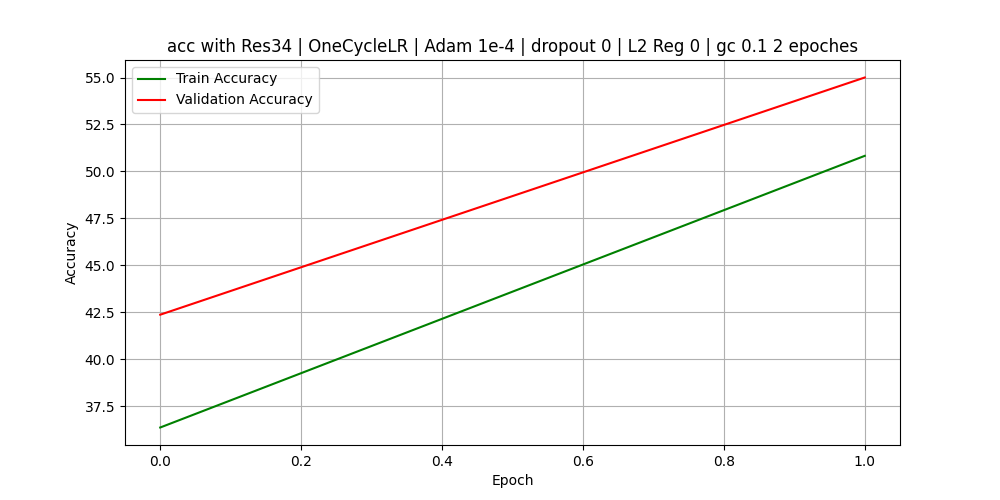 acc with Res34 | OneCycleLR | Adam 1e-4 | dropout 0 | L2 Reg 0 | gc 0.1 2 epoches
Train Accuracy
Validation Accuracy
55.0
52.5
50.0
47.5
45.0
42.5
40.0
37.5
Accuracy
0.0 0.2 0.4 0.6 0.8 1.0
Epoch